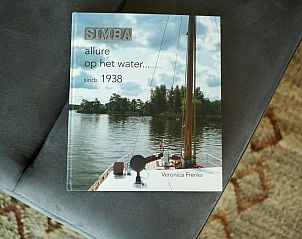 SIMBA
allure
op het water...
sinds 1938
Veronica Frenks